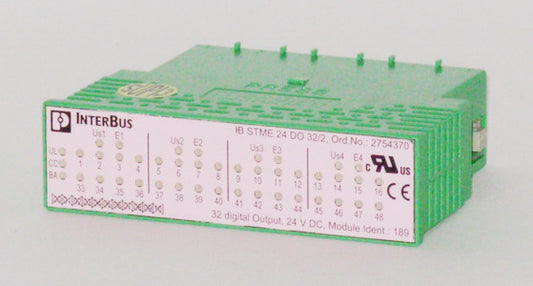 INTERBUS
IB STME 24 DO 32/2, Ord.No.: 2754370
Us1 E1 Us2 E2 Us3 E3 Us4 E4
UL 1 2 3 4 5 6 7 8 9 10 11 12 13 14 15 16
CC
BA 33 34 35 36 37 38 39 40 41 42 43 44 45 46 47 48
C US
CE
32 digital Output, 24 V DC, Module Ident.: 189